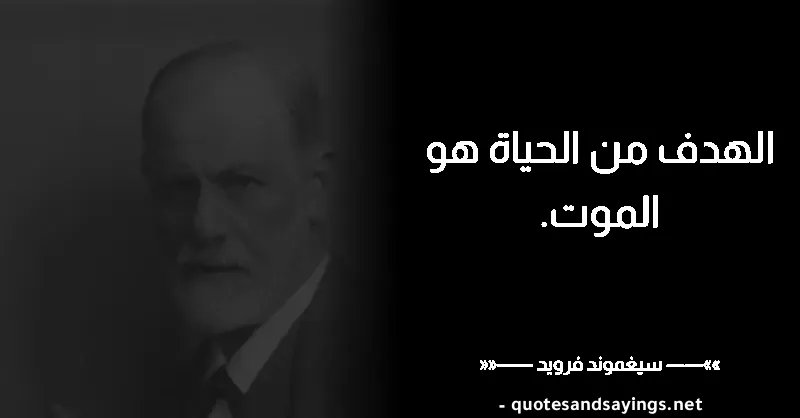 الهدف من الحياة هو
الموت.
»»—— سيغموند فرويد ——««
- quotesandsayings.net